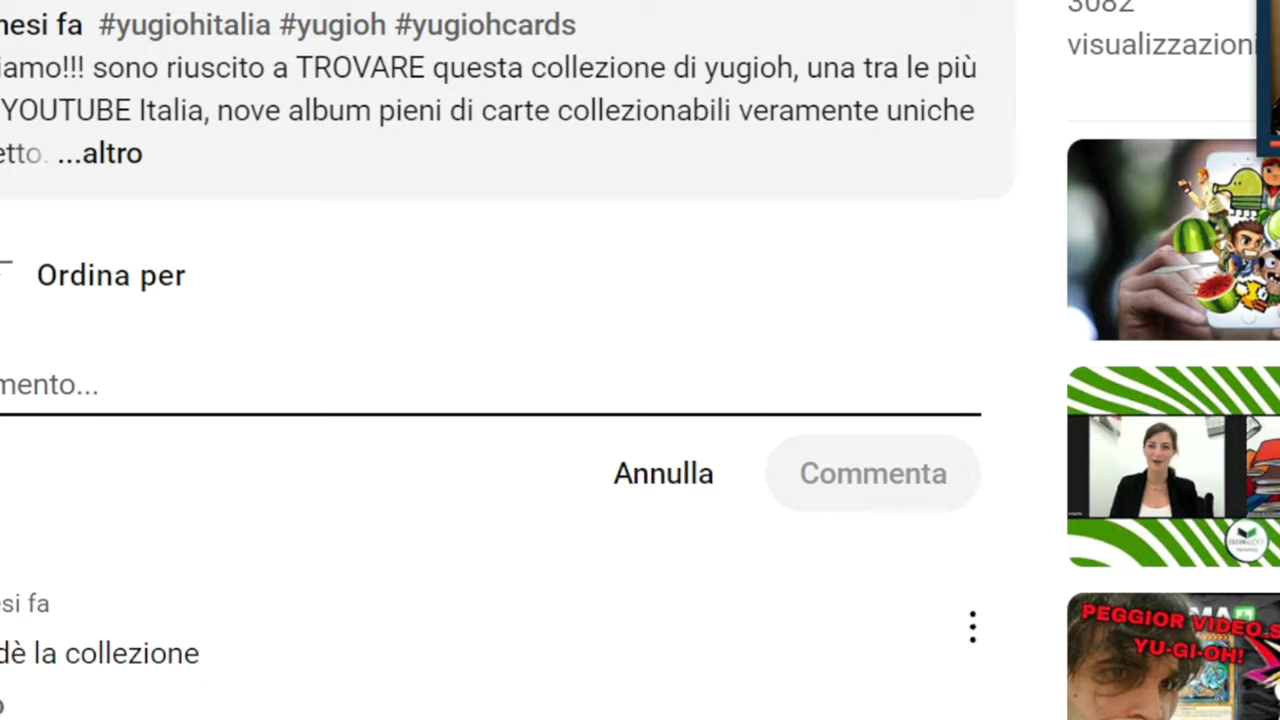 mesi fa #yugiohitalia #yugioh #yugiohcards
iamo!!! sono riuscito a TROVARE questa collezione di yugioh, una tra le più
YOUTUBE Italia, nove album pieni di carte collezionabili veramente uniche
etto. ...altro
Ordina per
mento...
Annulla
Commenta
esi fa
dè la collezione
3082
visualizzazioni
PEGGIOR VIDEO S
YU-GI-OH!